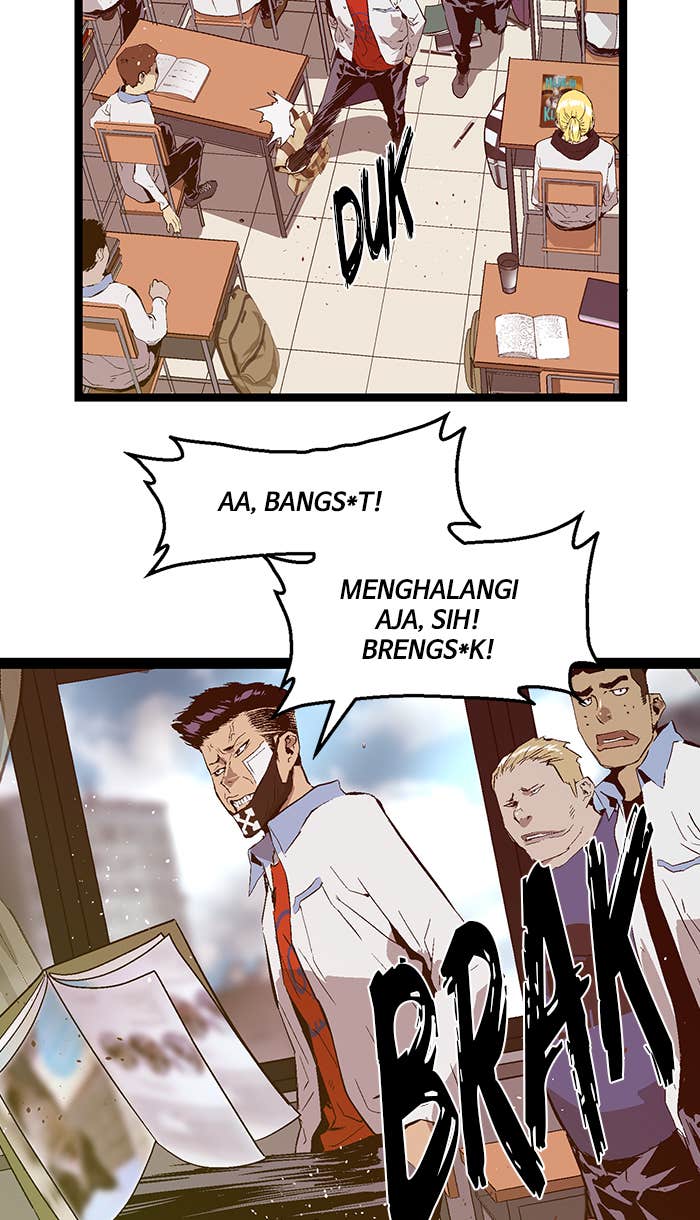 DUK
AA, BANGS*T!
MENGHALANGI
AJA, SIH!
BRENGS*K!
BRAK